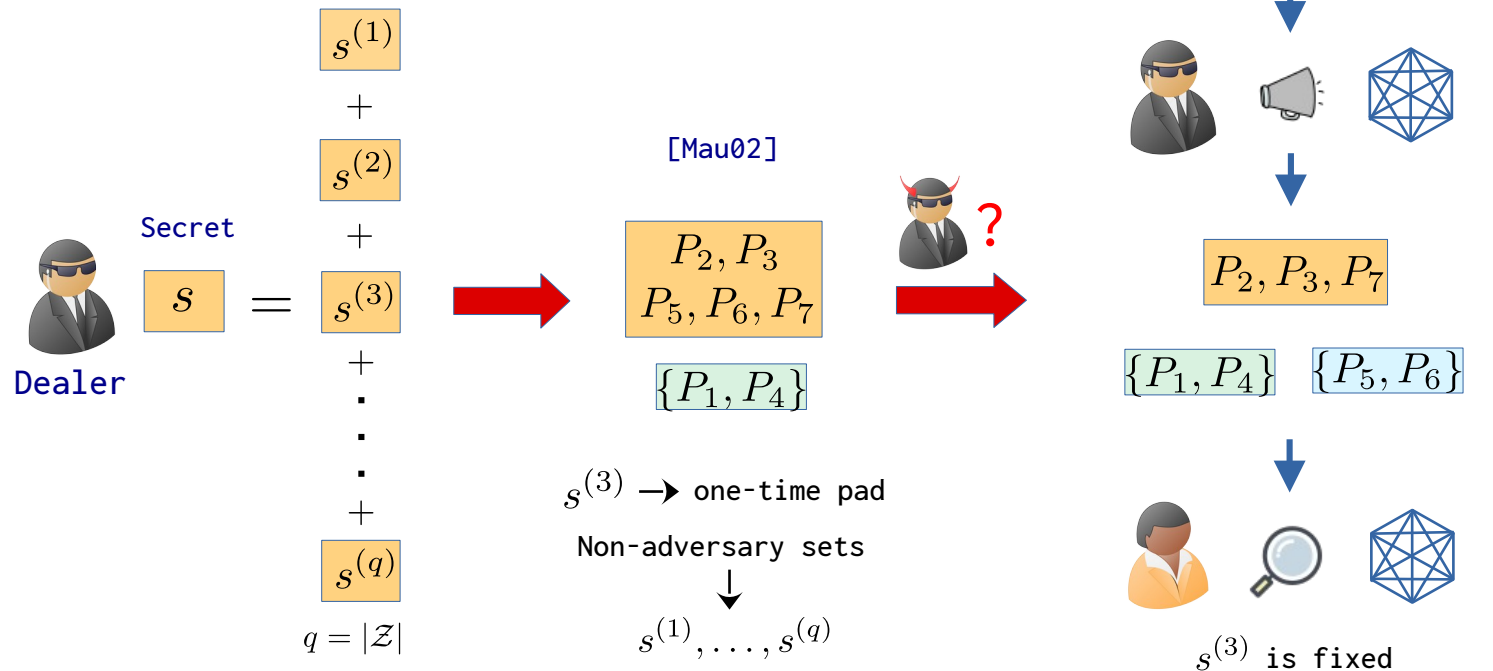 s^{(1)}
+
s^{(2)}
+
Secret
s = s^{(3)}
Dealer
+
.
.
.
+
s^{(q)}
q = |\mathcal{Z}|
[Mau02]
P_2, P_3
P_5, P_6, P_7
{P_1, P_4}
s^{(3)} → one-time pad
Non-adversary sets
↓
s^{(1)}, . . . , s^{(q)}
?
P_2, P_3, P_7
{P_1, P_4} {P_5, P_6}
s^{(3)} is fixed